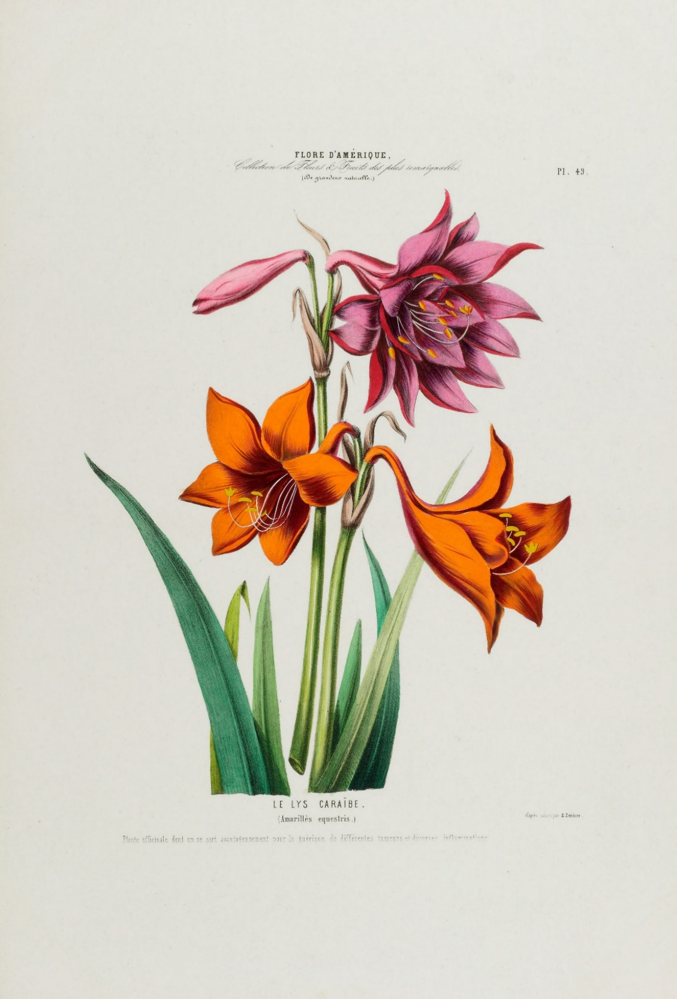 FLORE D'AMÉRIQUE,
Collection de Fleurs & Fruits des plus remarquables.
(De grandeur naturelle.)
Pl. 49.
LE LYS CARAÏBE.
(Amarillès equestris.)
d'après nature par E. Denisse.
Plante officinale dont on se sert avantageusement pour la guérison de différentes tumeurs et diverses inflammations